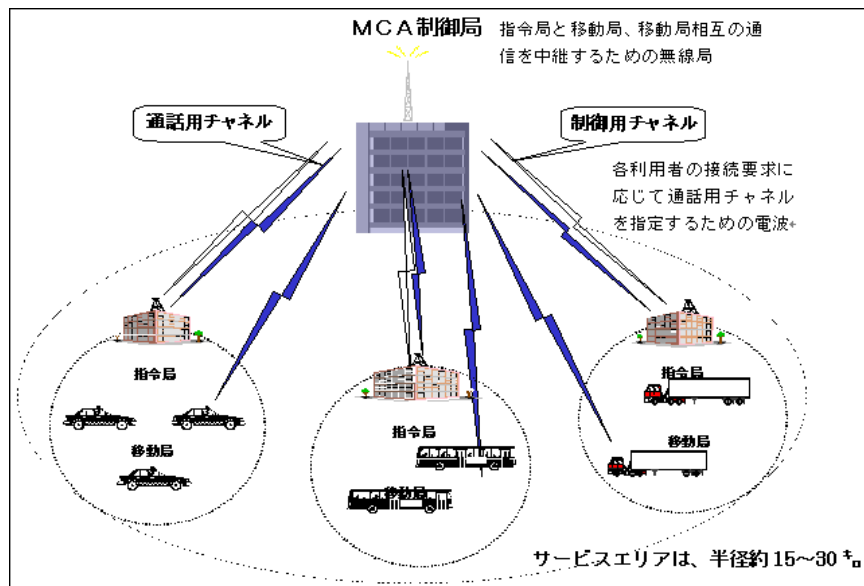 MCA制御局
指令局と移動局、移動局相互の通
信を中継するための無線局
通話用チャネル
制御用チャネル
各利用者の接続要求に
応じて通話用チャネル
を指定するための電波
指令局
移動局
指令局
移動局
指令局
移動局
サービスエリアは、半径約15～30㌔